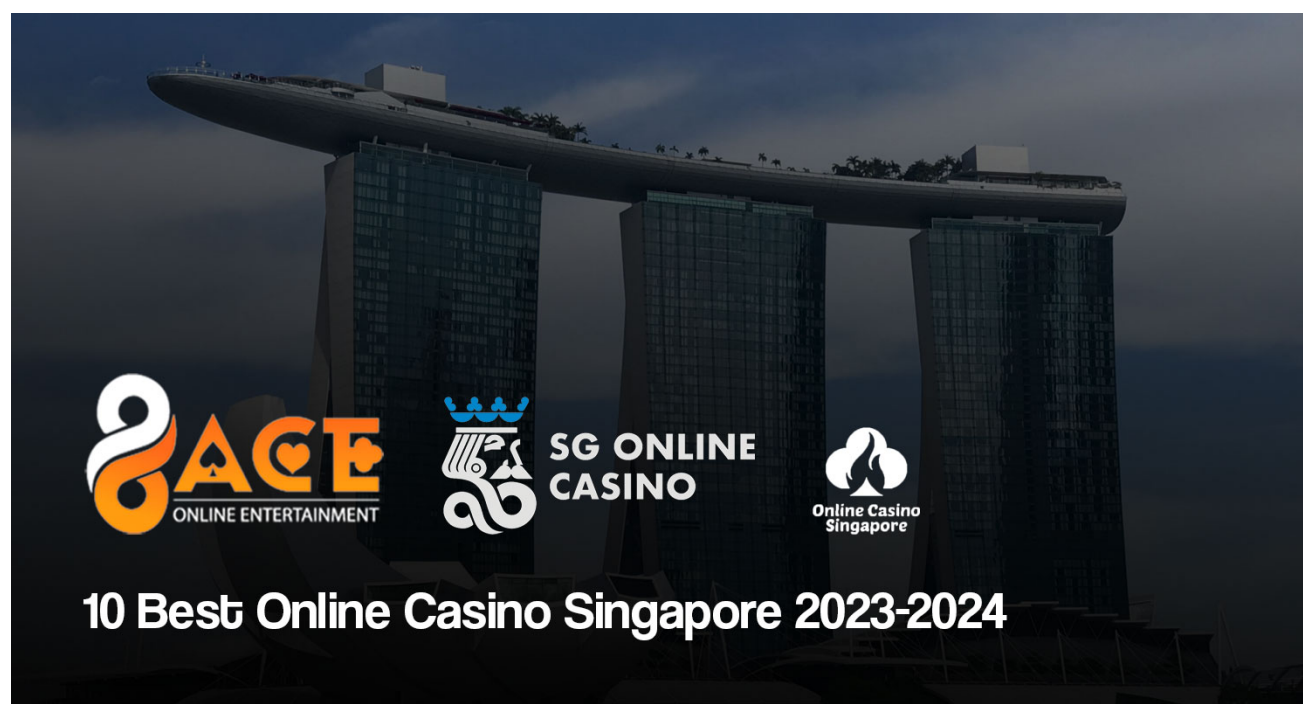 8ACE
ONLINE ENTERTAINMENT
SG ONLINE
CASINO
Online Casino
Singapore
10 Best Online Casino Singapore 2023-2024